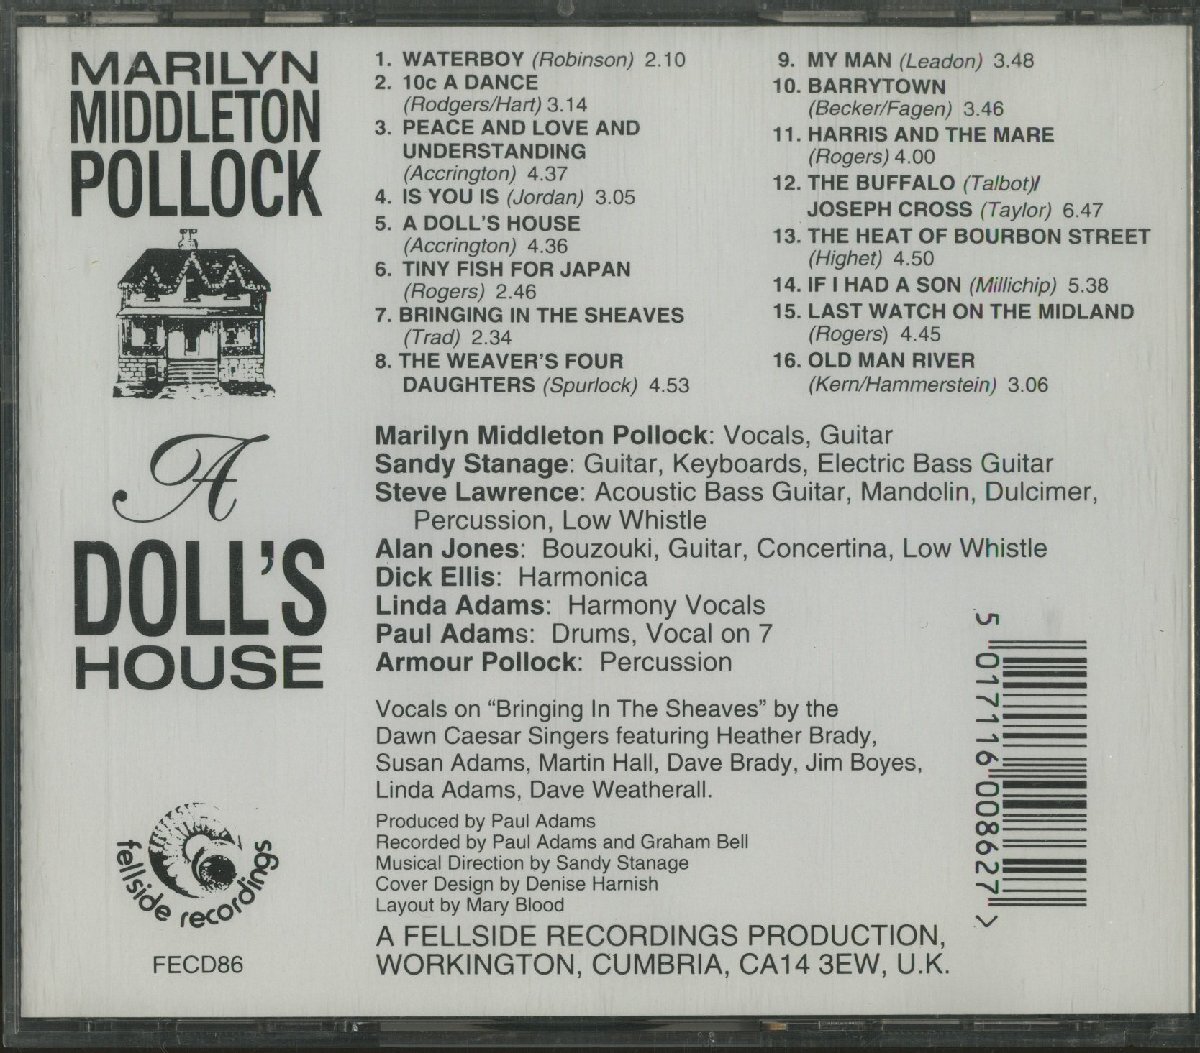 MARILYN
MIDDLETON
POLLOCK
A
DOLL'S
HOUSE
fellside recordings
FECD86
1. WATERBOY (Robinson) 2.10
2. 10c A DANCE
(Rodgers/Hart) 3.14
3. PEACE AND LOVE AND
UNDERSTANDING
(Accrington) 4.37
4. IS YOU IS (Jordan) 3.05
5. A DOLL'S HOUSE
(Accrington) 4.36
6. TINY FISH FOR JAPAN
(Rogers) 2.46
7. BRINGING IN THE SHEAVES
(Trad) 2.34
8. THE WEAVER'S FOUR
DAUGHTERS (Spurlock) 4.53
9. MY MAN (Leadon) 3.48
10. BARRYTOWN
(Becker/Fagen) 3.46
11. HARRIS AND THE MARE
(Rogers) 4.00
12. THE BUFFALO (Talbot)/
JOSEPH CROSS (Taylor) 6.47
13. THE HEAT OF BOURBON STREET
(Highet) 4.50
14. IF I HAD A SON (Millichip) 5.38
15. LAST WATCH ON THE MIDLAND
(Rogers) 4.45
16. OLD MAN RIVER
(Kern/Hammerstein) 3.06
Marilyn Middleton Pollock: Vocals, Guitar
Sandy Stanage: Guitar, Keyboards, Electric Bass Guitar
Steve Lawrence: Acoustic Bass Guitar, Mandolin, Dulcimer,
Percussion, Low Whistle
Alan Jones: Bouzouki, Guitar, Concertina, Low Whistle
Dick Ellis: Harmonica
Linda Adams: Harmony Vocals
Paul Adams: Drums, Vocal on 7
Armour Pollock: Percussion
Vocals on “Bringing In The Sheaves” by the
Dawn Caesar Singers featuring Heather Brady,
Susan Adams, Martin Hall, Dave Brady, Jim Boyes,
Linda Adams, Dave Weatherall.
Produced by Paul Adams
Recorded by Paul Adams and Graham Bell
Musical Direction by Sandy Stanage
Cover Design by Denise Harnish
Layout by Mary Blood
A FELLSIDE RECORDINGS PRODUCTION,
WORKINGTON, CUMBRIA, CA14 3EW, U.K.
5 017116 008627 >